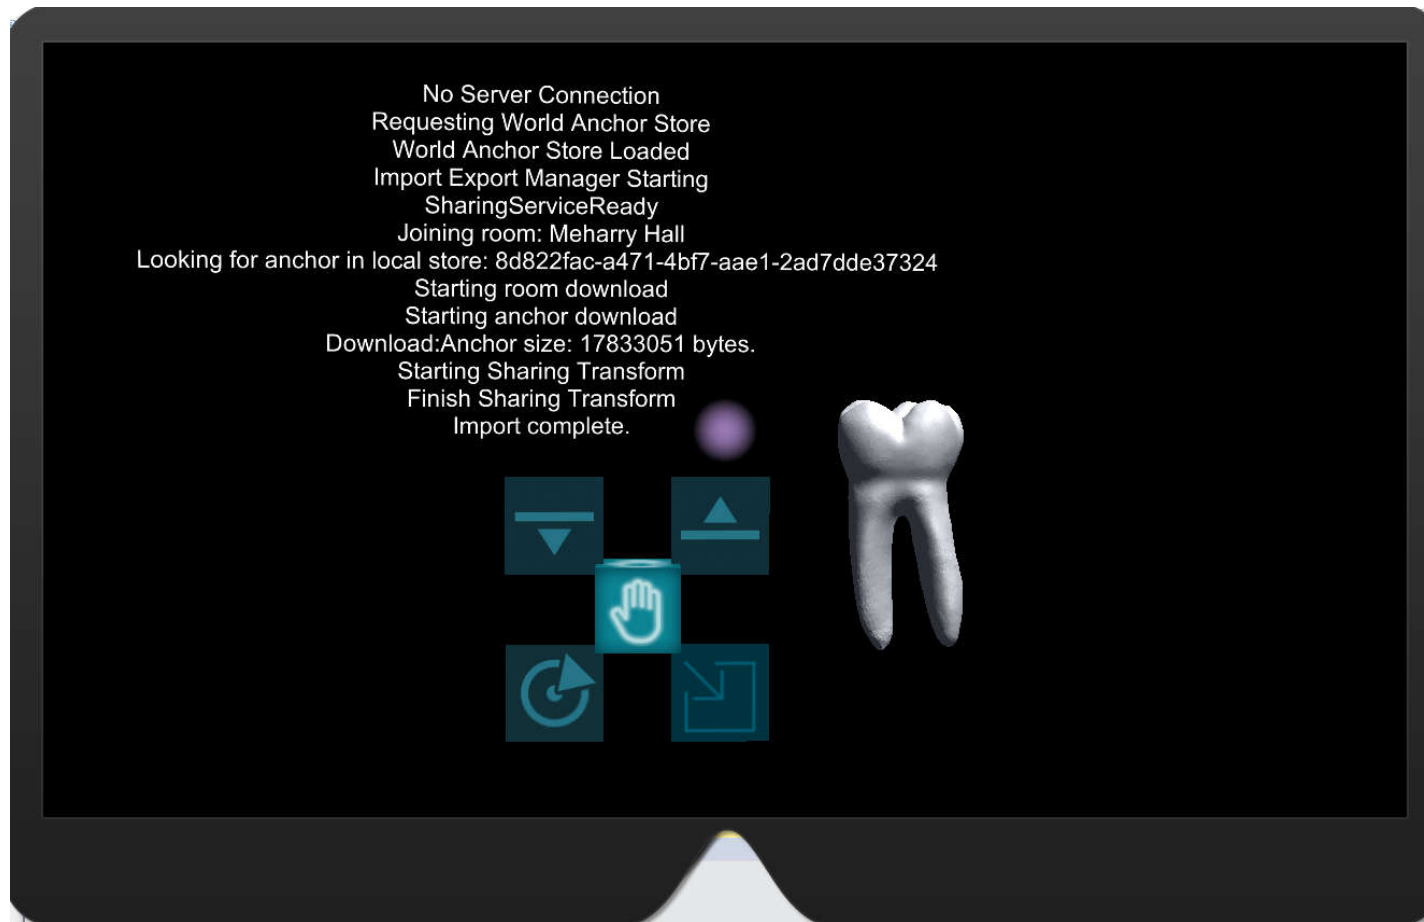 No Server Connection
Requesting World Anchor Store
World Anchor Store Loaded
Import Export Manager Starting
SharingServiceReady
Joining room: Meharry Hall
Looking for anchor in local store: 8d822fac-a471-4bf7-aae1-2ad7dde37324
Starting room download
Starting anchor download
Download:Anchor size: 17833051 bytes.
Starting Sharing Transform
Finish Sharing Transform
Import complete.